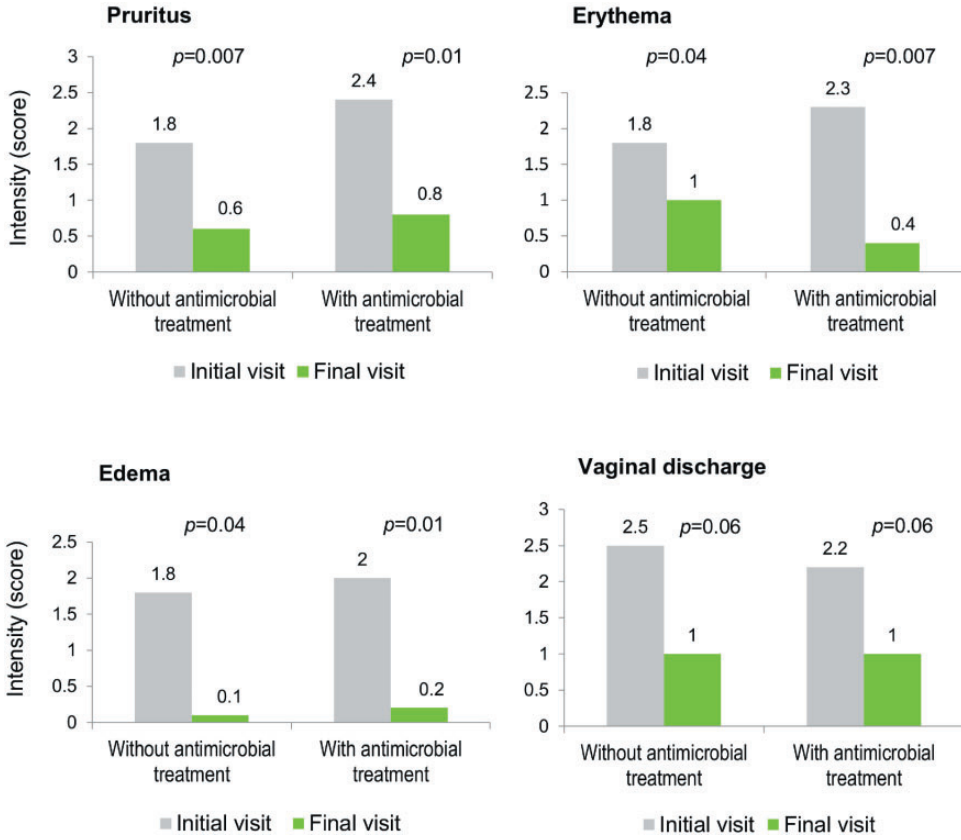 Pruritus
p=0.007
p=0.01
Intensity (score)
3
2.5
2
1.5
1
0.5
0
1.8
0.6
2.4
0.8
Without antimicrobial
treatment
With antimicrobial
treatment
Initial visit Final visit
Erythema
p=0.04
p=0.007
3
2.5
2
1.5
1
0.5
0
1.8
1
2.3
0.4
Without antimicrobial
treatment
With antimicrobial
treatment
Initial visit Final visit
Edema
p=0.04
p=0.01
Intensity (score)
2.5
2
1.5
1
0.5
0
1.8
0.1
2
0.2
Without antimicrobial
treatment
With antimicrobial
treatment
Initial visit Final visit
Vaginal discharge
p=0.06
p=0.06
3
2.5
2
1.5
1
0.5
0
2.5
1
2.2
1
Without antimicrobial
treatment
With antimicrobial
treatment
Initial visit Final visit